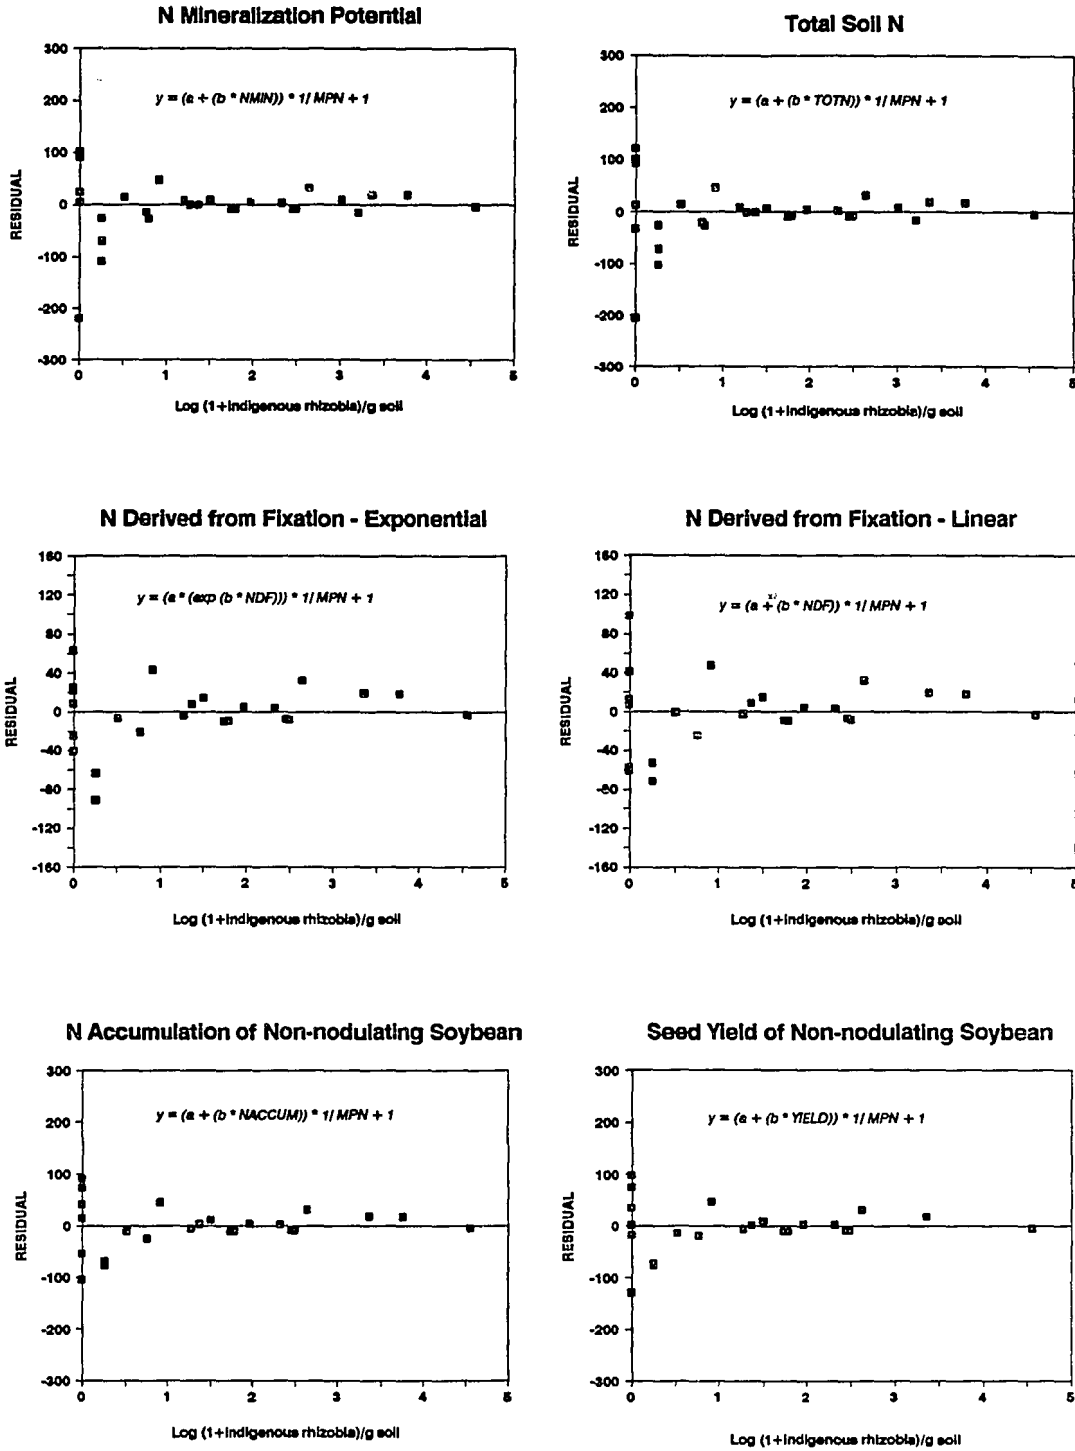 N Mineralization Potential
300
200
100
0
-100
-200
-300
RESIDUAL
y = (a + (b * NMIN)) * 1/ MPN + 1
0 1 2 3 4 5
Log (1+indigenous rhizobia)/g soil
Total Soil N
300
200
100
0
-100
-200
-300
RESIDUAL
y = (a + (b * TOTN)) * 1/ MPN + 1
0 1 2 3 4 5
Log (1+indigenous rhizobia)/g soil
N Derived from Fixation - Exponential
160
120
80
40
0
-40
-80
-120
-160
RESIDUAL
y = (a * (exp (b * NDF))) * 1/ MPN + 1
0 1 2 3 4 5
Log (1+indigenous rhizobia)/g soil
N Derived from Fixation - Linear
160
120
80
40
0
-40
-80
-120
-160
RESIDUAL
y = (a + (b * NDF)) * 1/ MPN + 1
0 1 2 3 4 5
Log (1+indigenous rhizobia)/g soil
N Accumulation of Non-nodulating Soybean
300
200
100
0
-100
-200
-300
RESIDUAL
y = (a + (b * NACCUM)) * 1/ MPN + 1
0 1 2 3 4 5
Log (1+indigenous rhizobia)/g soil
Seed Yield of Non-nodulating Soybean
300
200
100
0
-100
-200
-300
RESIDUAL
y = (a + (b * YIELD)) * 1/ MPN + 1
0 1 2 3 4 5
Log (1+indigenous rhizobia)/g soil